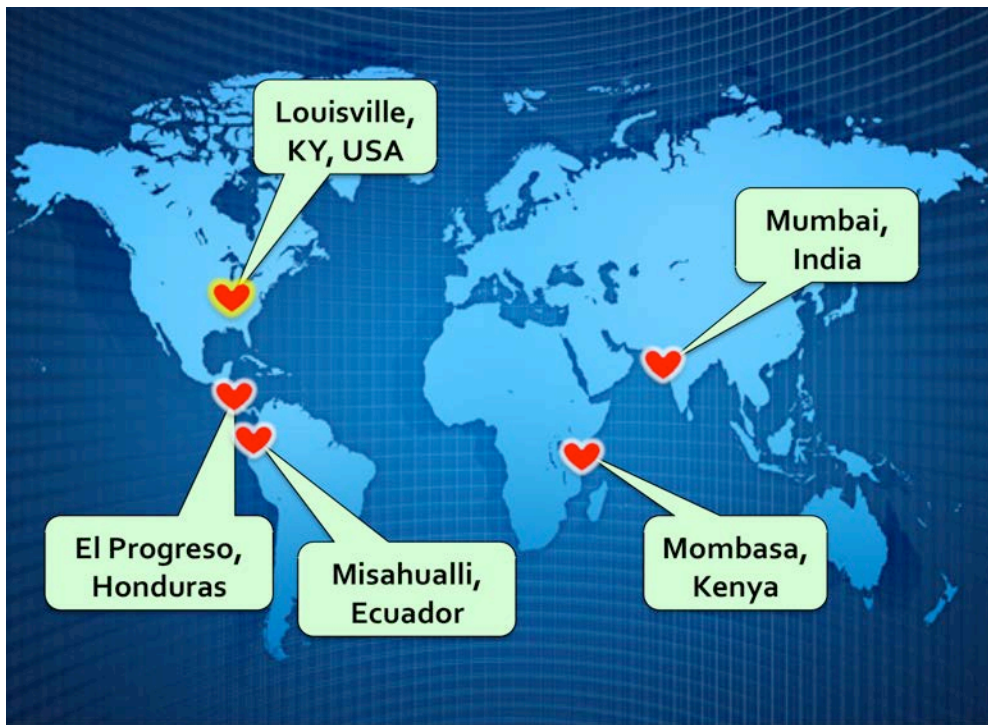 Louisville,
KY, USA
Mumbai,
India
El Progreso,
Honduras
Misahualli,
Ecuador
Mombasa,
Kenya